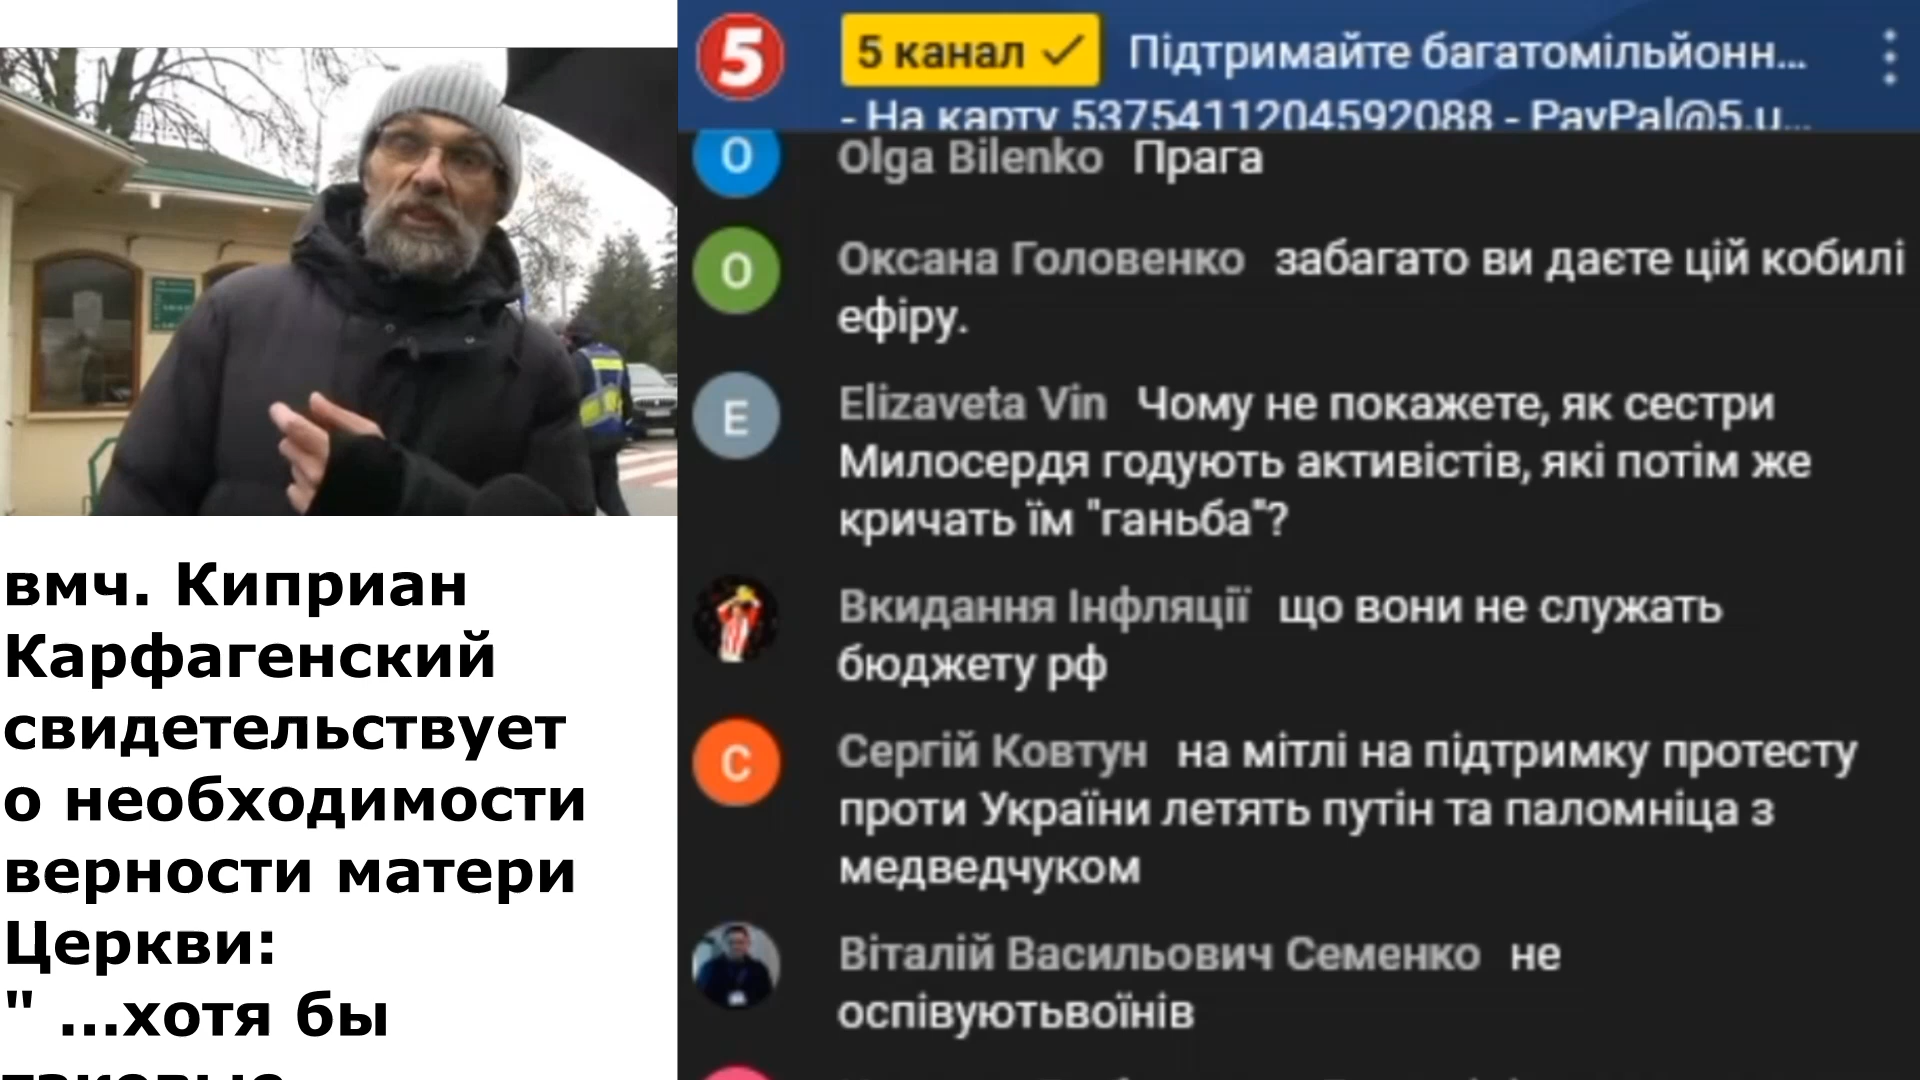 вмч. Киприан
Карфагенский
свидетельствует
о необходимости
верности матери
Церкви:
" ...хотя бы
5
5 канал
Підтримайте багатомільйонн...
- На карту 5375411204592088 - PayPal@5.u...
O
Olga Bilenko Прага
О
Оксана Головенко забагато ви даєте цій кобилі
ефіру.
E
Elizaveta Vin Чому не покажете, як сестри
Милосердя годують активістів, які потім же
кричать їм "ганьба"?
Вкидання Інфляції що вони не служать
бюджету рф
С
Сергій Ковтун на мітлі на підтримку протесту
проти України летять путін та паломніца з
медведчуком
Віталій Васильович Семенко не
оспівуютьвоїнів